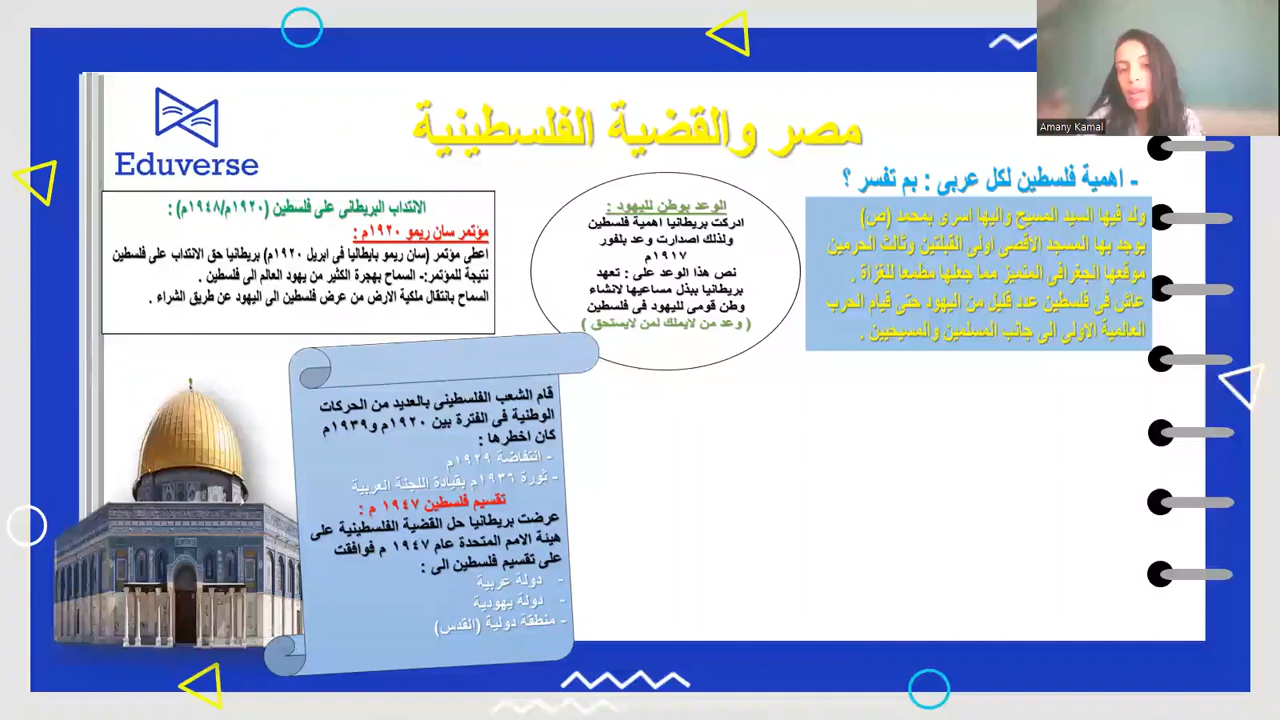 مصر والقضية الفلسطينية
Amany Kamal
Eduverse
- اهمية فلسطين لكل عربى : بم تفسر ؟
ولد فيها السيد المسيح واليها اسرى بمحمد (ص)
يوجد بها المسجد الاقصى اولى القبلتين وثالث الحرمين
موقعها الجغرافى المتميز مما جعلها مطمعا للغزاة .
عاش فى فلسطين عدد قليل من اليهود حتى قيام الحرب
العالمية الاولى الى جانب المسلمين والمسيحيين .
الوعد بوطن لليهود :
ادركت بريطانيا اهمية فلسطين
ولذلك اصدارت وعد بلفور
١٩١٧م
نص هذا الوعد على : تعهد
بريطانيا ببذل مساعيها لانشاء
وطن قومى لليهود فى فلسطين
( وعد من لايملك لمن لايستحق )
الانتداب البريطانى على فلسطين (١٩٢٠م/١٩٤٨م) :
مؤتمر سان ريمو ١٩٢٠م :
اعطى مؤتمر (سان ريمو بايطاليا فى ابريل ١٩٢٠م) بريطانيا حق الانتداب على فلسطين
نتيجة للمؤتمر:- السماح بهجرة الكثير من يهود العالم الى فلسطين .
السماح بانتقال ملكية الارض من عرض فلسطين الى اليهود عن طريق الشراء .
قام الشعب الفلسطينى بالعديد من الحركات
الوطنية فى الفترة بين ١٩٢٠م و١٩٣٩م
كان اخطرها :
- انتفاضة ١٩٢٩م
- ثورة ١٩٣٦م بقيادة اللجنة العربية
تقسيم فلسطين ١٩٤٧ م :
عرضت بريطانيا حل القضية الفلسطينية على
هيئة الامم المتحدة عام ١٩٤٧ م فوافقت
على تقسيم فلسطين الى :
- دولة عربية
- دولة يهودية
- منطقة دولية (القدس)